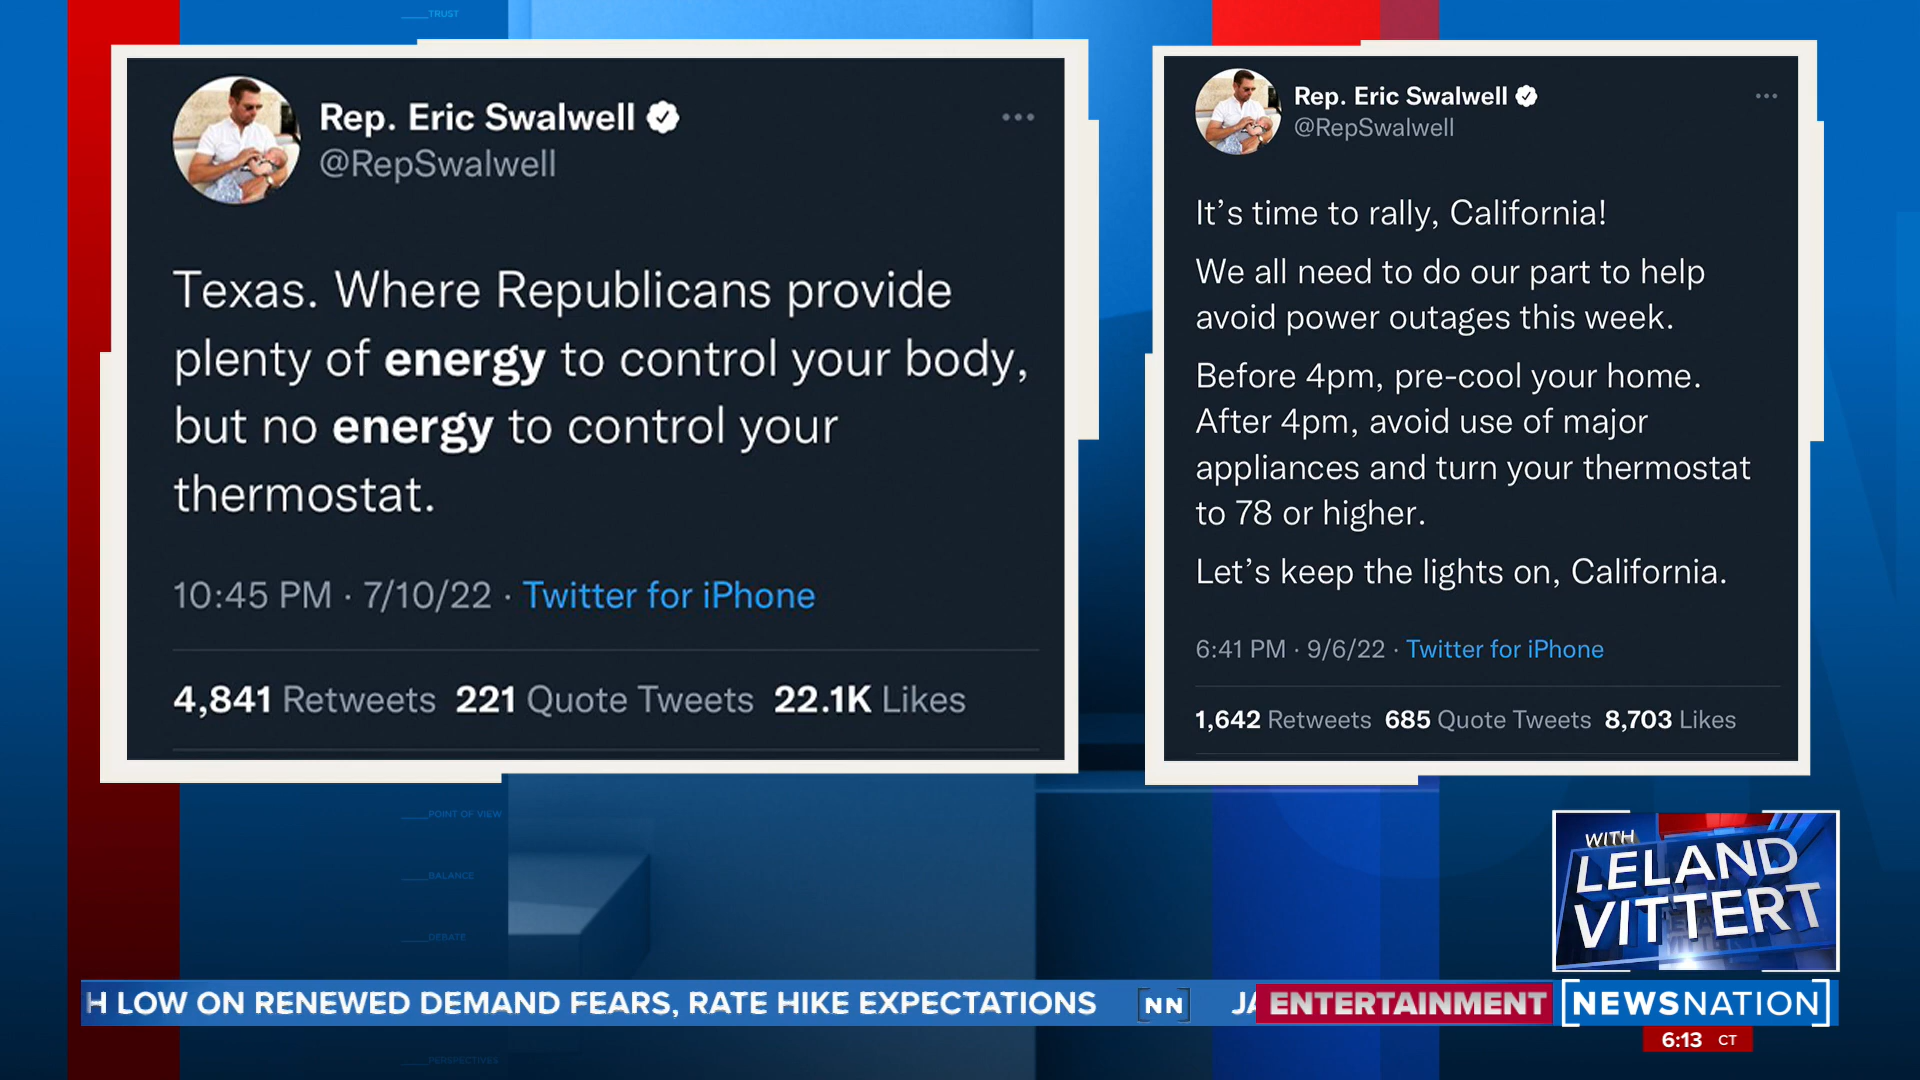 TRUST
Rep. Eric Swalwell
@RepSwalwell
Texas. Where Republicans provide
plenty of energy to control your body,
but no energy to control your
thermostat.
10:45 PM · 7/10/22 · Twitter for iPhone
4,841 Retweets 221 Quote Tweets 22.1K Likes
Rep. Eric Swalwell
@RepSwalwell
It's time to rally, California!
We all need to do our part to help
avoid power outages this week.
Before 4pm, pre-cool your home.
After 4pm, avoid use of major
appliances and turn your thermostat
to 78 or higher.
Let's keep the lights on, California.
6:41 PM · 9/6/22 · Twitter for iPhone
1,642 Retweets 685 Quote Tweets 8,703 Likes
POINT OF VIEW
BALANCE
DEBATE
PERSPECTIVES
WITH
LELAND
VITTERT
H LOW ON RENEWED DEMAND FEARS, RATE HIKE EXPECTATIONS [NN] JA ENTERTAINMENT [NEWSNATION]
6:13 CT